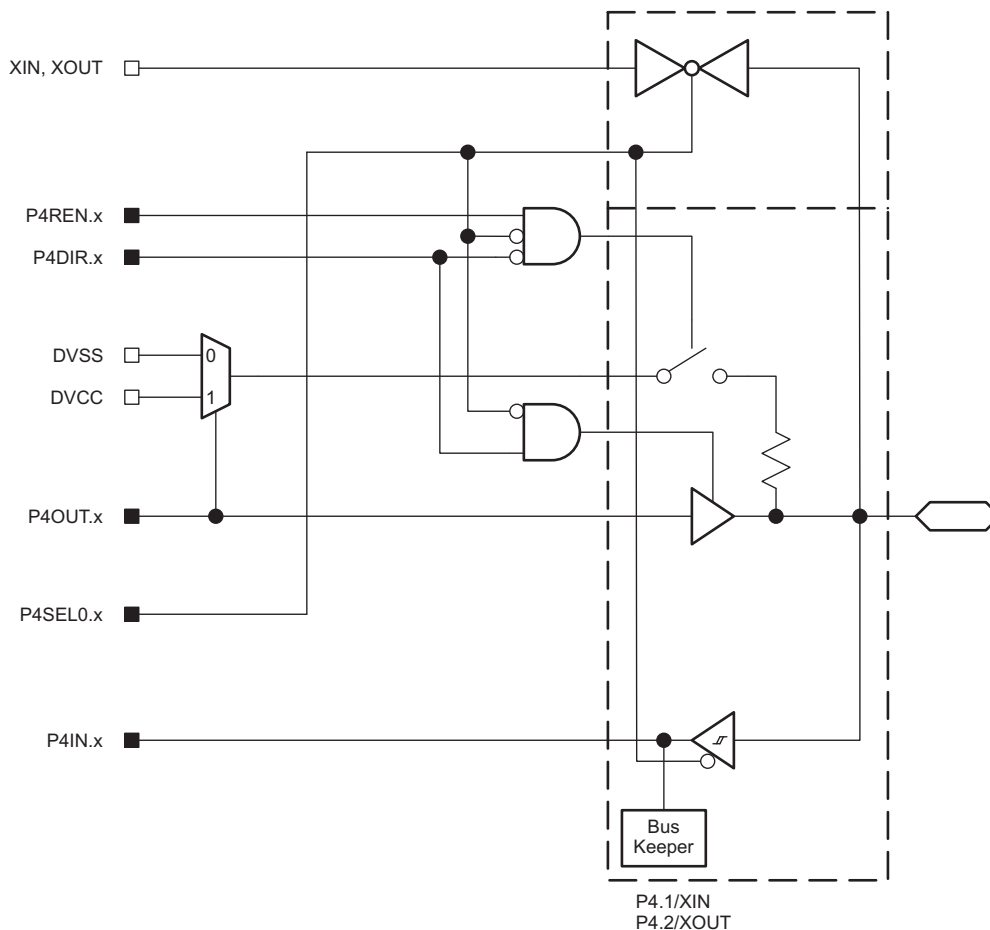 XIN, XOUT
P4REN.x
P4DIR.x
DVSS
0
DVCC
1
P4OUT.x
P4SEL0.x
P4IN.x
Bus
Keeper
P4.1/XIN
P4.2/XOUT